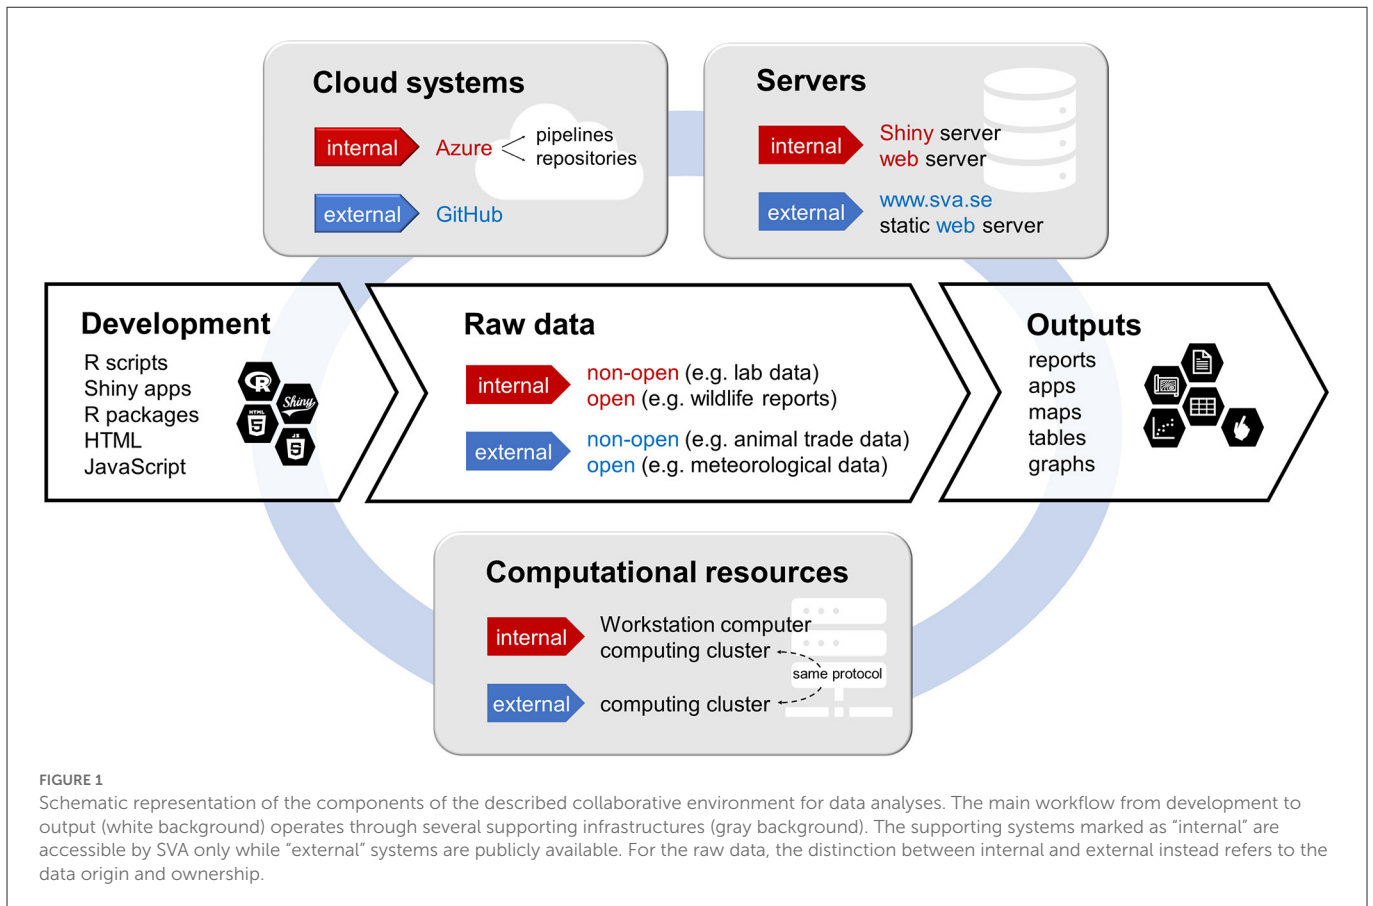 Cloud systems
internal
Azure
pipelines
repositories
external
GitHub
Servers
internal
Shiny server
web server
external
www.sva.se
static web server
Development
R scripts
Shiny apps
R packages
HTML
JavaScript
R
Shiny
HTML
5
JS
5
Raw data
internal
non-open (e.g. lab data)
open (e.g. wildlife reports)
external
non-open (e.g. animal trade data)
open (e.g. meteorological data)
Outputs
reports
apps
maps
tables
graphs
Computational resources
internal
Workstation computer
computing cluster
same protocol
external
computing cluster
FIGURE 1
Schematic representation of the components of the described collaborative environment for data analyses. The main workflow from development to
output (white background) operates through several supporting infrastructures (gray background). The supporting systems marked as “internal” are
accessible by SVA only while “external” systems are publicly available. For the raw data, the distinction between internal and external instead refers to the
data origin and ownership.